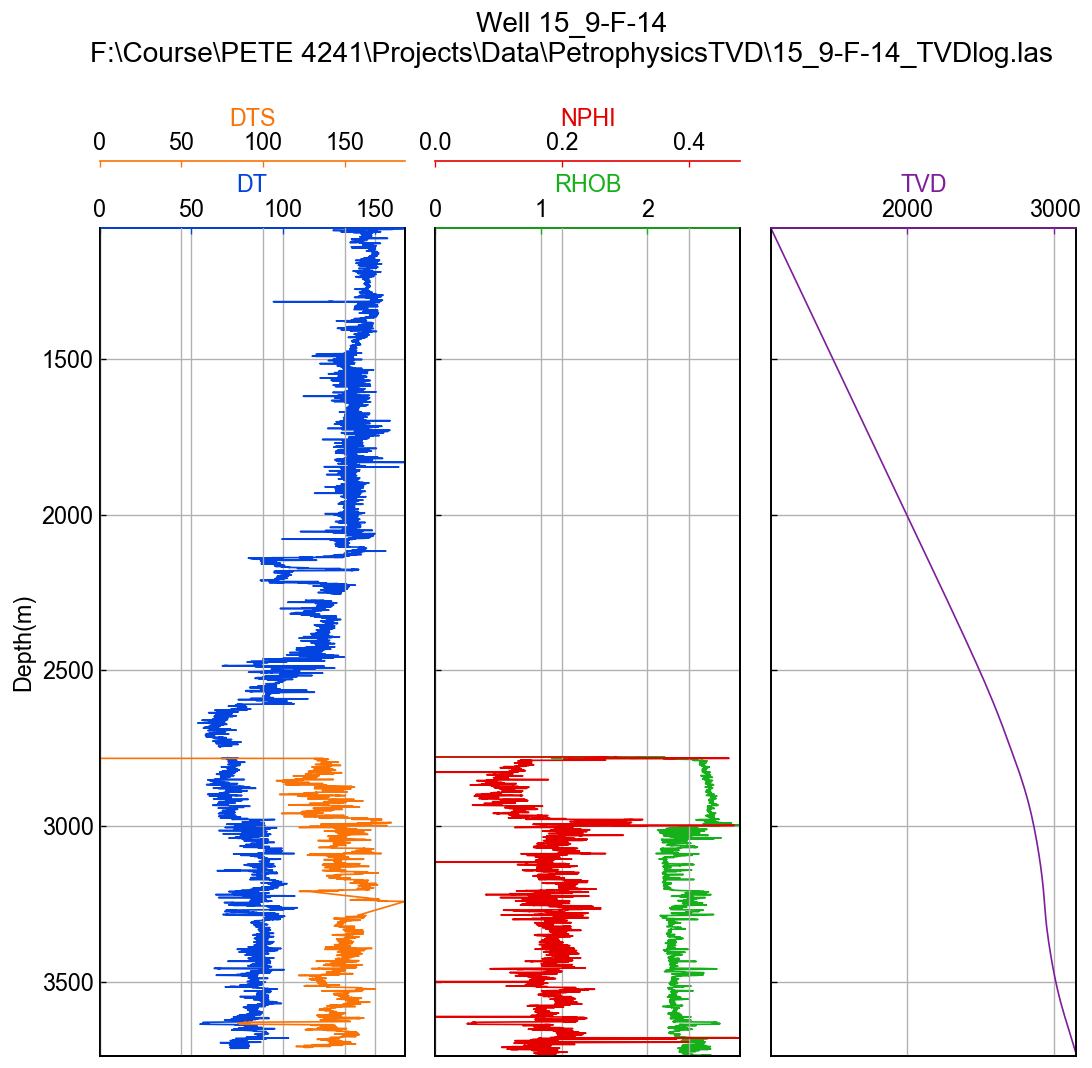 Well 15_9-F-14
F:\Course\PETE 4241\Projects\Data\PetrophysicsTVD\15_9-F-14_TVDlog.las
DTS
0 50 100 150
NPHI
0.0 0.2 0.4
DT
0 50 100 150
RHOB
0 1 2
TVD
2000 3000
Depth(m)
1500
2000
2500
3000
3500